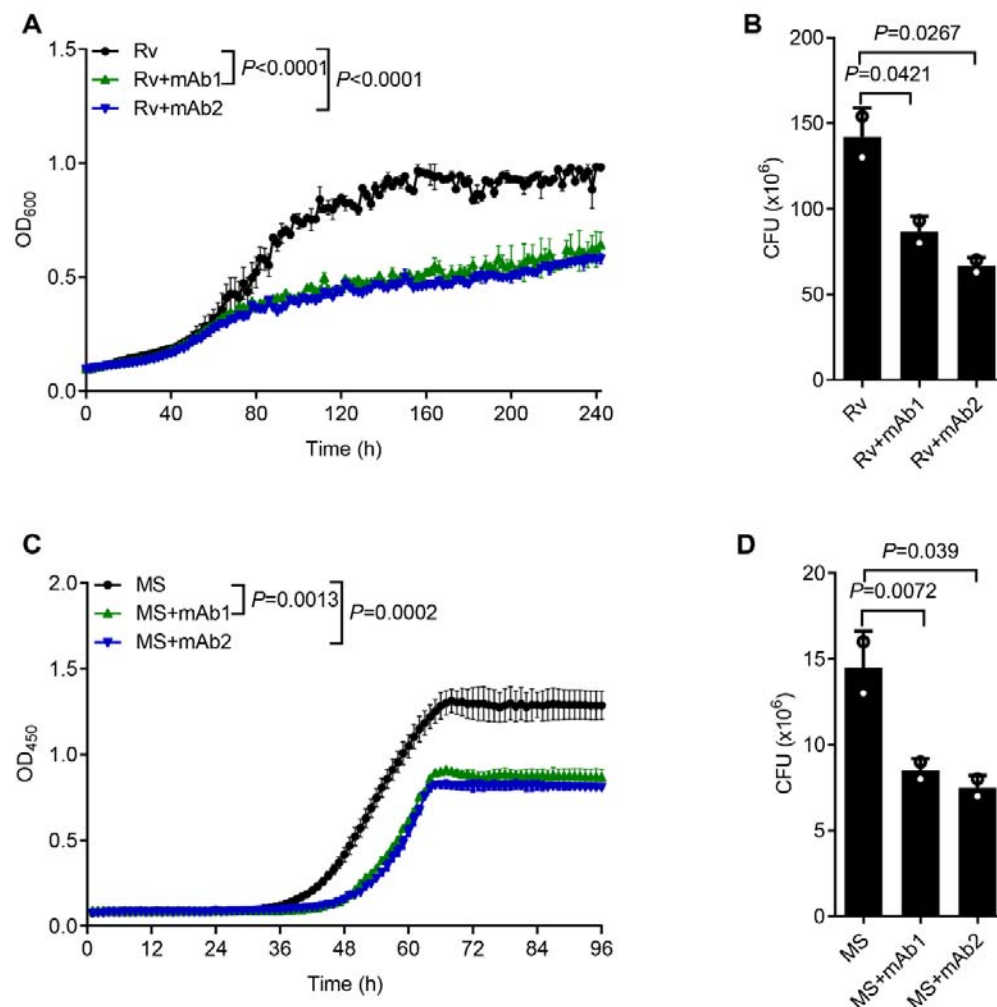 A
1.5
Rv
Rv+mAb1
Rv+mAb2
P<0.0001
P<0.0001
1.0
0.5
0.0
OD600
0 40 80 120 160 200 240
Time (h)
B
P=0.0267
P=0.0421
200
150
100
50
0
CFU (x10⁶)
Rv
Rv+mAb1
Rv+mAb2
C
2.0
MS
MS+mAb1
MS+mAb2
P=0.0013
P=0.0002
1.5
1.0
0.5
0.0
OD450
0 12 24 36 48 60 72 84 96
Time (h)
D
P=0.039
P=0.0072
20
15
10
5
0
CFU (x10⁶)
MS
MS+mAb1
MS+mAb2